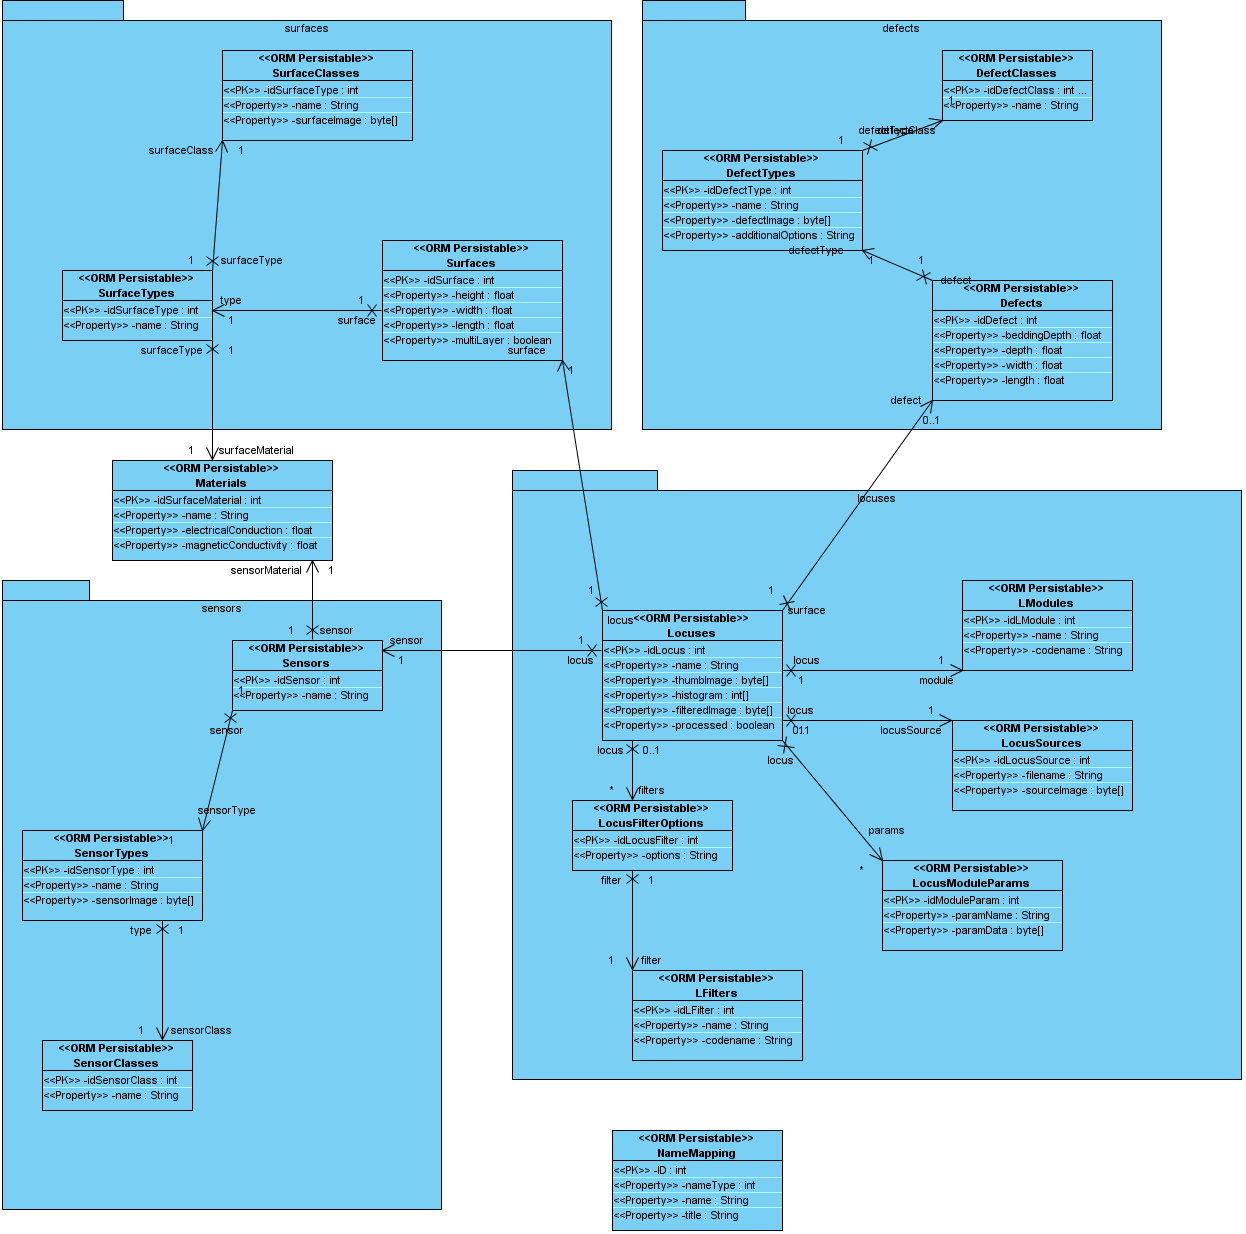 surfaces
<<ORM Persistable>>
SurfaceClasses
<<PK>> -idSurfaceType : int
<<Property>> -name : String
<<Property>> -surfaceImage : byte[]
surfaceClass
1
1
surfaceType
<<ORM Persistable>>
SurfaceTypes
<<PK>> -idSurfaceType : int
<<Property>> -name : String
type
1
1
surface
<<ORM Persistable>>
Surfaces
<<PK>> -idSurface : int
<<Property>> -height : float
<<Property>> -width : float
<<Property>> -length : float
<<Property>> -multiLayer : boolean
surface
1
surfaceType
1
1
surfaceMaterial
defects
<<ORM Persistable>>
DefectClasses
<<PK>> -idDefectClass : int ...
<<Property>> -name : String
1
defectType
defectClass
1
<<ORM Persistable>>
DefectTypes
<<PK>> -idDefectType : int
<<Property>> -name : String
<<Property>> -defectImage : byte[]
<<Property>> -additionalOptions : String
defectType
1
1
defect
<<ORM Persistable>>
Defects
<<PK>> -idDefect : int
<<Property>> -beddingDepth : float
<<Property>> -depth : float
<<Property>> -width : float
<<Property>> -length : float
defect
0..1
<<ORM Persistable>>
Materials
<<PK>> -idSurfaceMaterial : int
<<Property>> -name : String
<<Property>> -electricalConduction : float
<<Property>> -magneticConductivity : float
sensorMaterial
1
sensors
1
sensor
<<ORM Persistable>>
Sensors
<<PK>> -idSensor : int
<<Property>> -name : String
1
sensor
sensor
1
1
locus
sensorType
1
<<ORM Persistable>>
SensorTypes
<<PK>> -idSensorType : int
<<Property>> -name : String
<<Property>> -sensorImage : byte[]
type
1
1
sensorClass
<<ORM Persistable>>
SensorClasses
<<PK>> -idSensorClass : int
<<Property>> -name : String
locuses
1
locus
1
surface
<<ORM Persistable>>
Locuses
<<PK>> -idLocus : int
<<Property>> -name : String
<<Property>> -thumbImage : byte[]
<<Property>> -histogram : int[]
<<Property>> -filteredImage : byte[]
<<Property>> -processed : boolean
locus
1
1
module
<<ORM Persistable>>
LModules
<<PK>> -idLModule : int
<<Property>> -name : String
<<Property>> -codename : String
locus
0..1
1
locus
1
locusSource
<<ORM Persistable>>
LocusSources
<<PK>> -idLocusSource : int
<<Property>> -filename : String
<<Property>> -sourceImage : byte[]
params
*
<<ORM Persistable>>
LocusModuleParams
<<PK>> -idModuleParam : int
<<Property>> -paramName : String
<<Property>> -paramData : byte[]
locus
0..1
*
filters
<<ORM Persistable>>
LocusFilterOptions
<<PK>> -idLocusFilter : int
<<Property>> -options : String
filter
1
1
filter
<<ORM Persistable>>
LFilters
<<PK>> -idLFilter : int
<<Property>> -name : String
<<Property>> -codename : String
<<ORM Persistable>>
NameMapping
<<PK>> -ID : int
<<Property>> -nameType : int
<<Property>> -name : String
<<Property>> -title : String